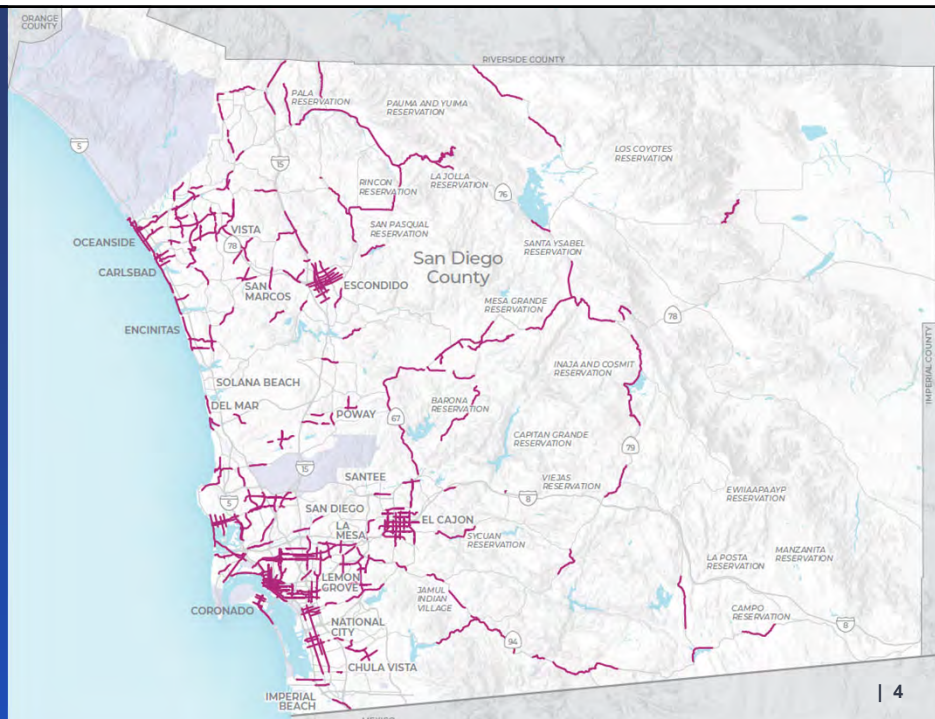 ORANGE
COUNTY
RIVERSIDE COUNTY
5
PALA
RESERVATION
PAUMA AND YUIMA
RESERVATION
LOS COYOTES
RESERVATION
15
RINCON
RESERVATION
LA JOLLA
RESERVATION
76
OCEANSIDE
VISTA
78
SAN PASQUAL
RESERVATION
SANTA YSABEL
RESERVATION
San Diego
County
CARLSBAD
SAN
MARCOS
ESCONDIDO
MESA GRANDE
RESERVATION
78
ENCINITAS
IMPERIAL COUNTY
INAJA AND COSMIT
RESERVATION
SOLANA BEACH
DEL MAR
POWAY
67
BARONA
RESERVATION
CAPITAN GRANDE
RESERVATION
79
15
SANTEE
VIEJAS
RESERVATION
8
EWIIAAPAAYP
RESERVATION
5
SAN DIEGO
LA
MESA
EL CAJON
SYCUAN
RESERVATION
LA POSTA
RESERVATION
MANZANITA
RESERVATION
LEMON
GROVE
JAMUL
INDIAN
VILLAGE
CAMPO
RESERVATION
8
CORONADO
NATIONAL
CITY
94
CHULA VISTA
IMPERIAL
BEACH
| 4